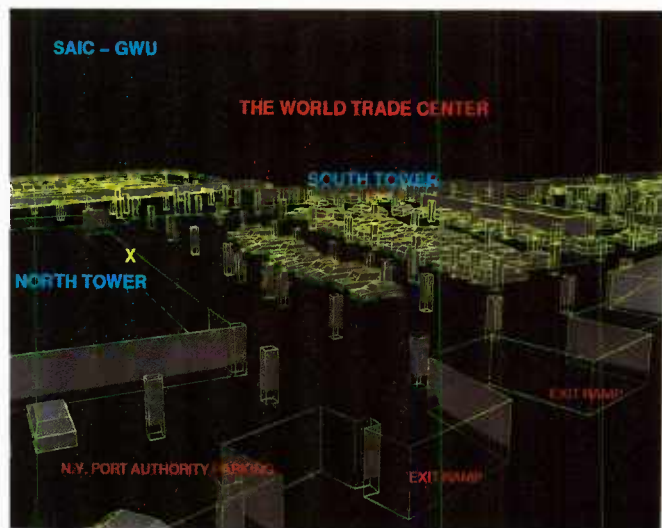 SAIC – GWU
THE WORLD TRADE CENTER
SOUTH TOWER
X
NORTH TOWER
EXIT RAMP
N.Y. PORT AUTHORITY PARKING
EXIT RAMP